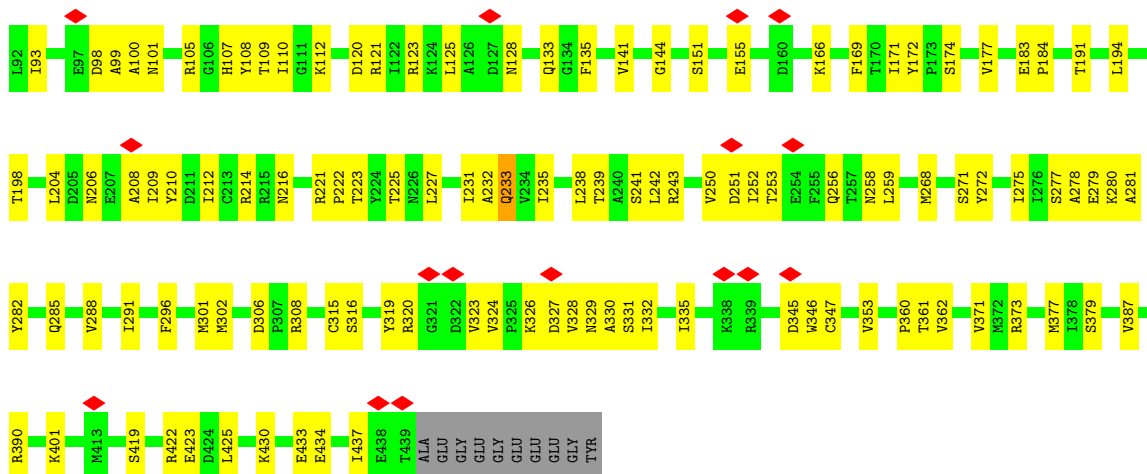 L92 I93 E97 D98 A99 A100 N101 R105 G106 H107 Y108 T109 I110 G111 K112 D120 R121 I122 R123 K124 L125 A126 D127 N128 Q133 G134 F135 V141 G144 S151 E155 D160 K166 F169 T170 I171 Y172 P173 S174 V177 E183 P184 T191 L194
T198 L204 D205 N206 E207 A208 I209 Y210 D211 I212 C213 R214 R215 N216 R221 P222 T223 Y224 T225 N226 L227 I231 A232 Q233 V234 I235 L238 T239 A240 S241 L242 R243 V250 D251 I252 T253 E254 F255 Q256 T257 N258 L259 M268 S271 Y272 I275 I276 S277 A278 E279 K280 A281
Y282 Q285 V288 I291 F296 M301 M302 D306 P307 R308 C315 S316 Y319 R320 G321 D322 V323 V324 P325 K326 D327 V328 N329 A330 S331 I332 I335 K338 R339 D345 W346 C347 V353 P360 T361 V362 V371 M372 R373 M377 I378 S379 V387
R390 K401 M413 S419 R422 E423 D424 L425 K430 E433 E434 I437 E438 T439 ALA GLU GLY GLU GLY GLU GLU GLU GLY TYR